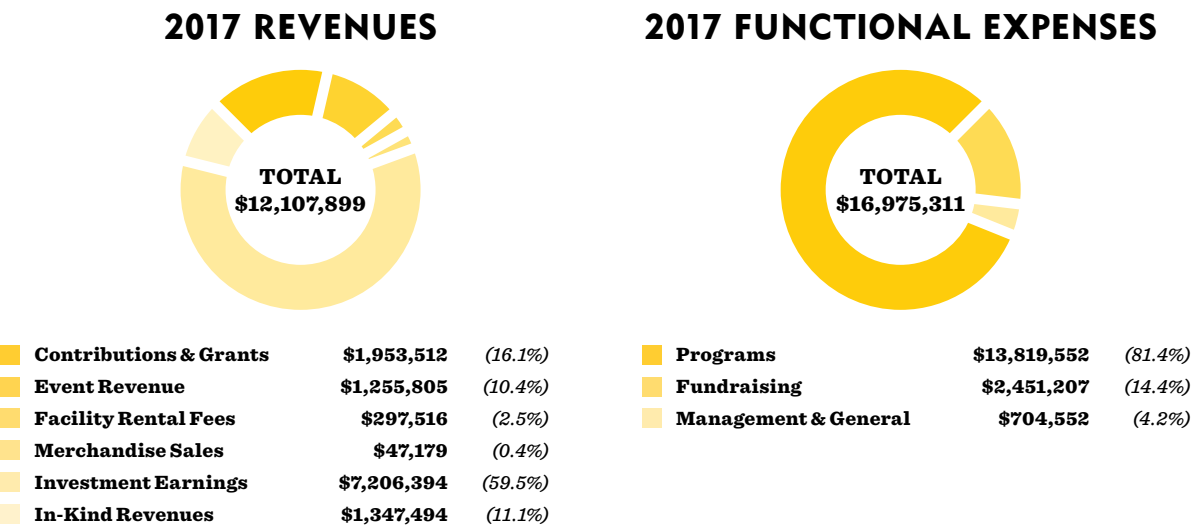 2017 REVENUES
TOTAL
$12,107,899
Contributions & Grants $1,953,512 (16.1%)
Event Revenue $1,255,805 (10.4%)
Facility Rental Fees $297,516 (2.5%)
Merchandise Sales $47,179 (0.4%)
Investment Earnings $7,206,394 (59.5%)
In-Kind Revenues $1,347,494 (11.1%)
2017 FUNCTIONAL EXPENSES
TOTAL
$16,975,311
Programs $13,819,552 (81.4%)
Fundraising $2,451,207 (14.4%)
Management & General $704,552 (4.2%)